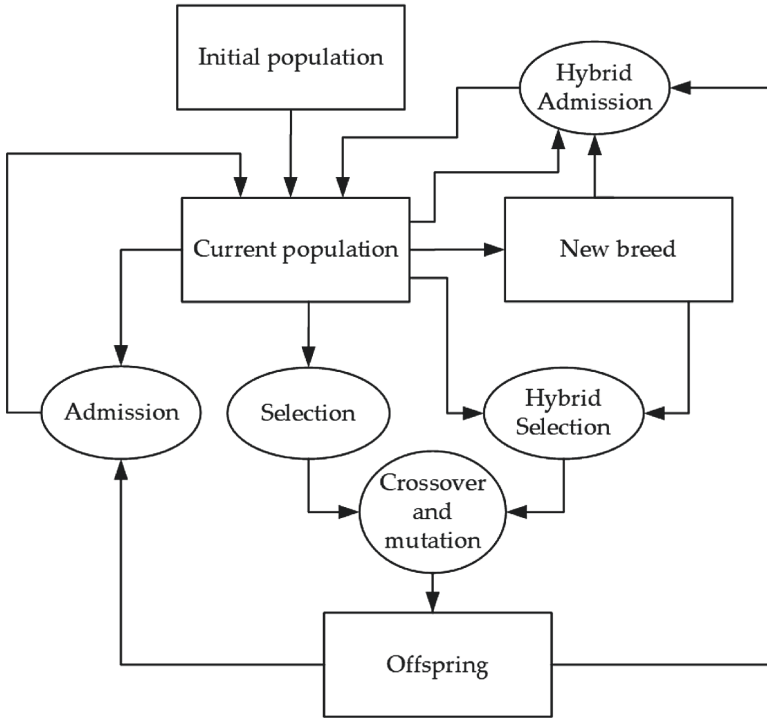 Initial population
Hybrid
Admission
Current population
New breed
Admission
Selection
Hybrid
Selection
Crossover
and
mutation
Offspring